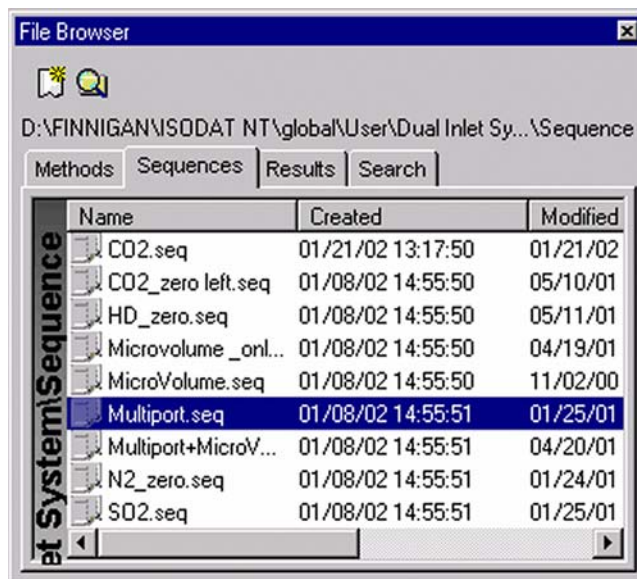 File Browser
D:\FINNIGAN\ISODAT NT\global\User\Dual Inlet Sy...\Sequence
Methods Sequences Results Search
Name Created Modified
CO2.seq 01/21/02 13:17:50 01/21/02
CO2_zero left.seq 01/08/02 14:55:50 05/10/01
HD_zero.seq 01/08/02 14:55:50 05/11/01
Microvolume _onl... 01/08/02 14:55:50 04/19/01
MicroVolume.seq 01/08/02 14:55:50 11/02/00
Multiport.seq 01/08/02 14:55:51 01/25/01
Multiport+MicroV... 01/08/02 14:55:51 04/20/01
N2_zero.seq 01/08/02 14:55:51 01/24/01
SO2.seq 01/08/02 14:55:51 01/25/01
et System\Sequence